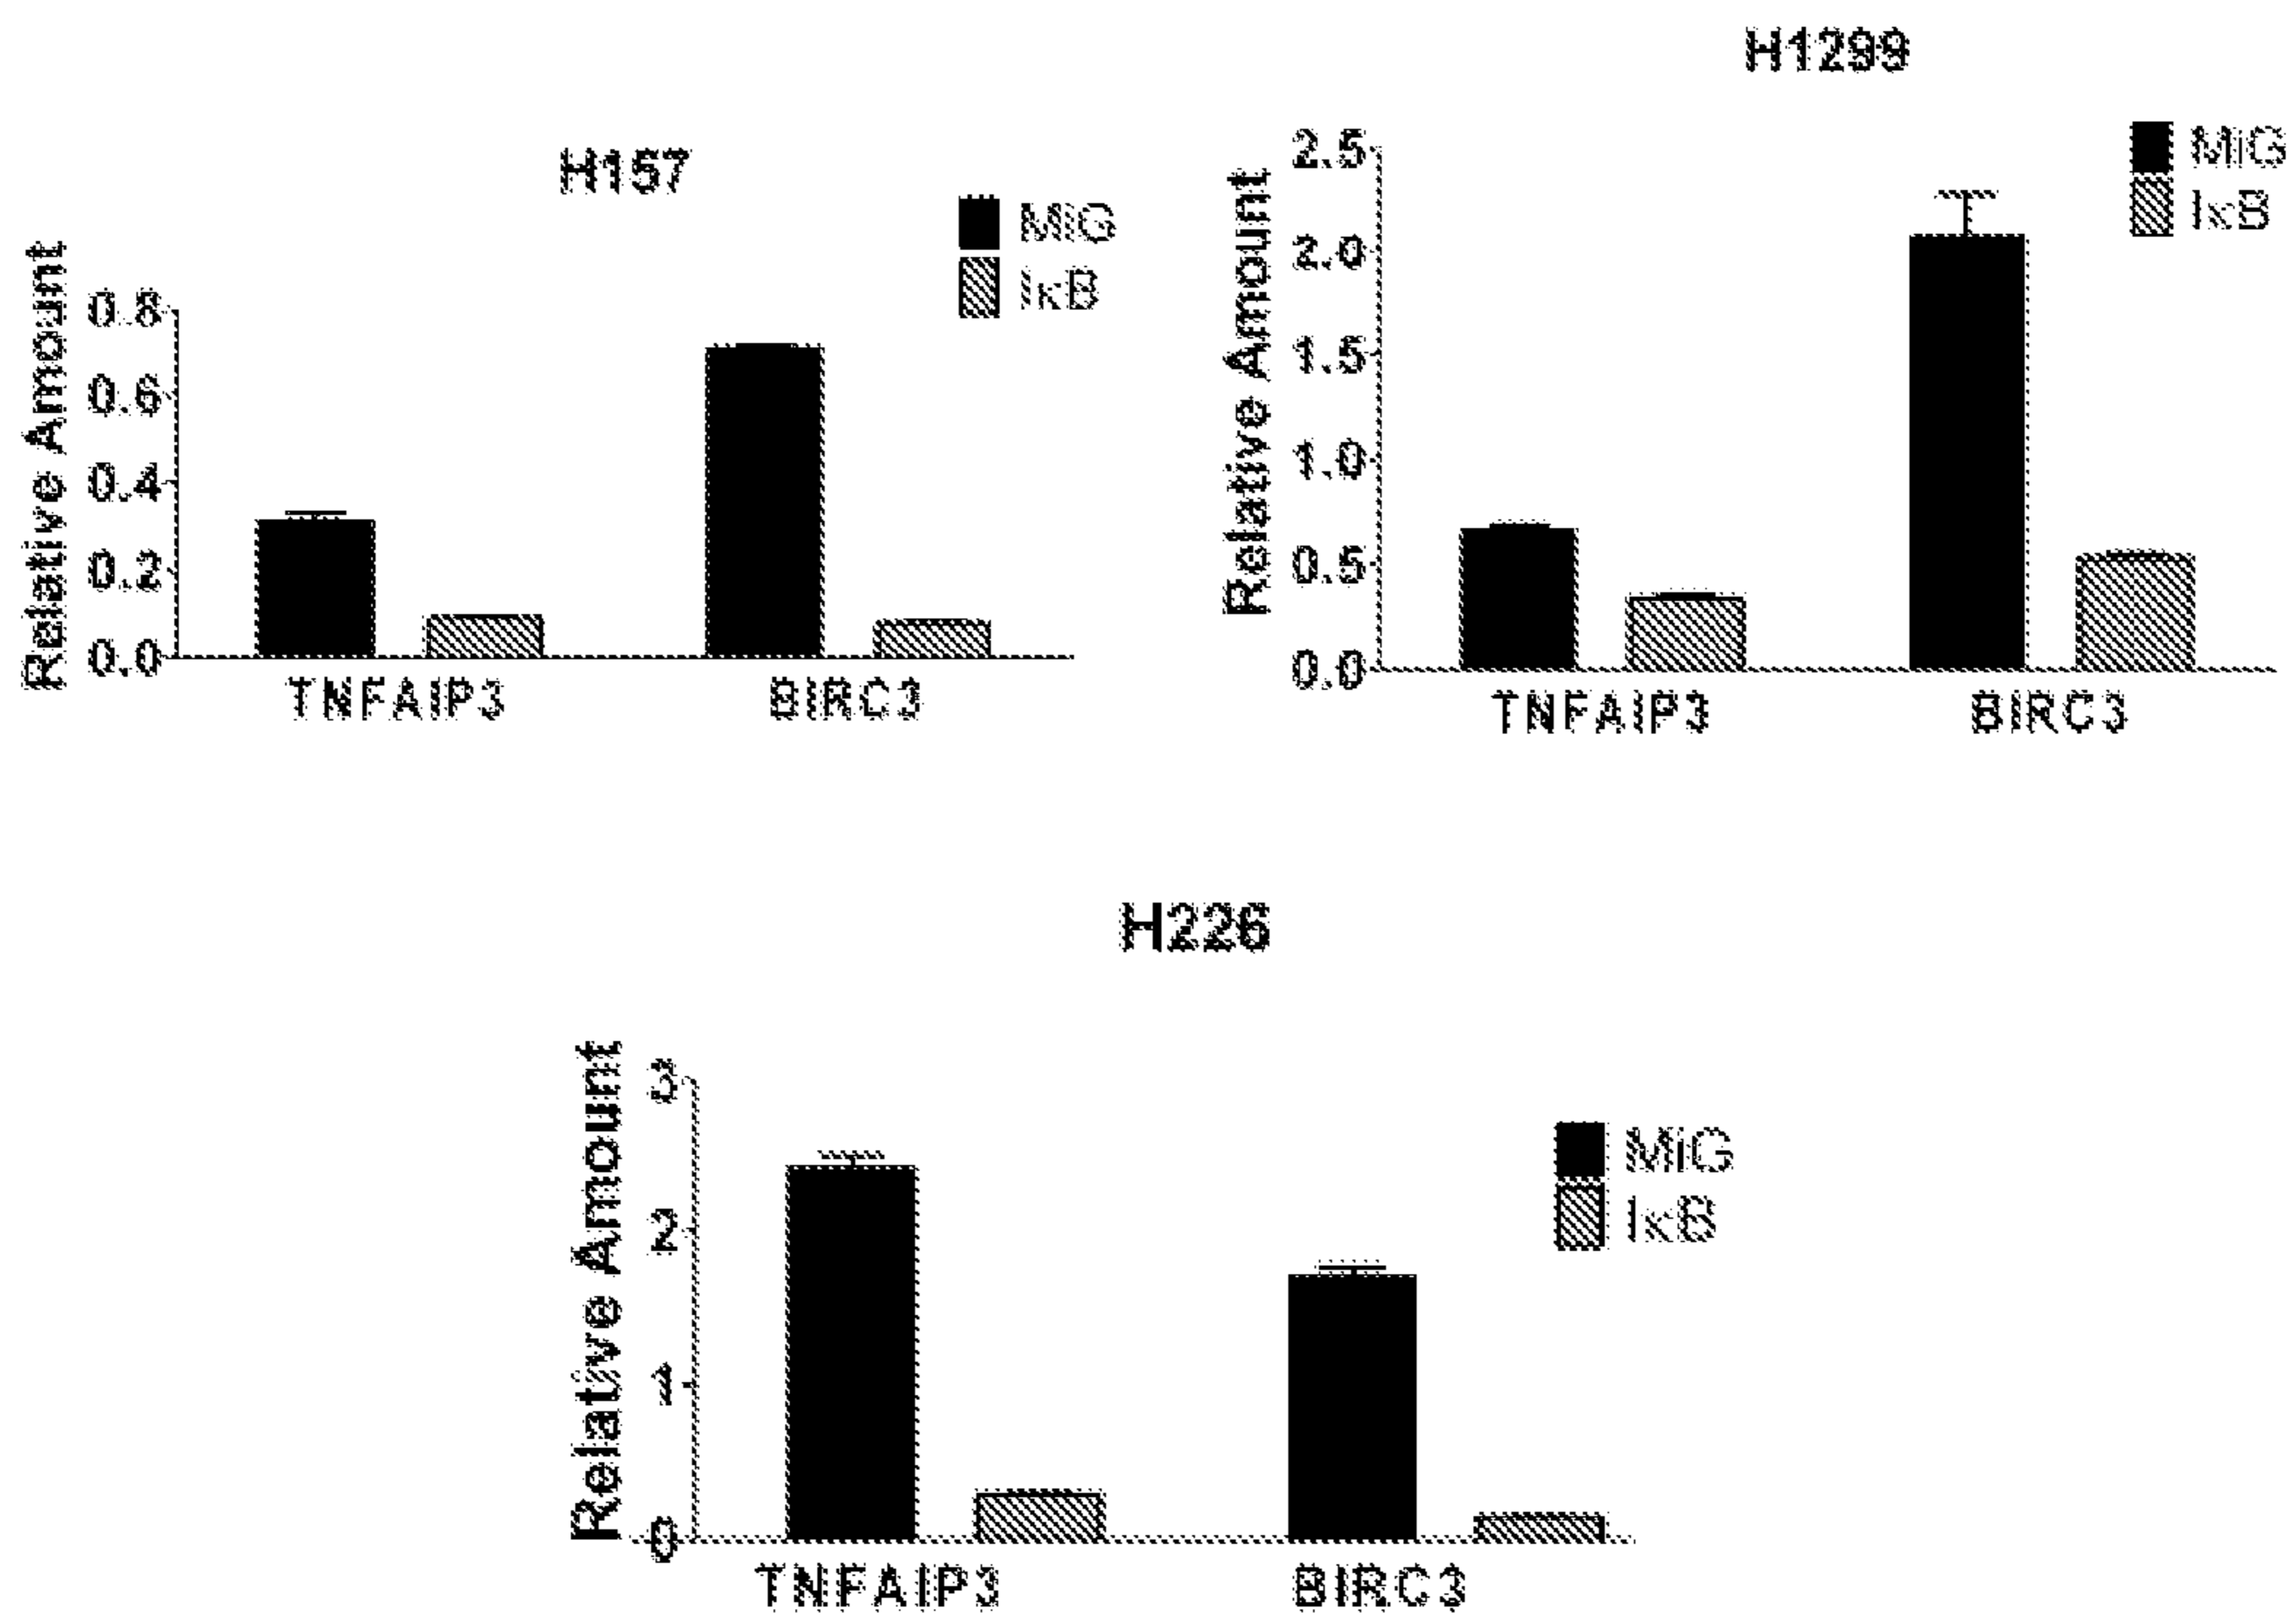 H157
MiG
IκB
Relative Amount
0.8
0.6
0.4
0.2
0.0
TNFAIP3 BIRC3
H1299
MiG
IκB
Relative Amount
2.5
2.0
1.5
1.0
0.5
0.0
TNFAIP3 BIRC3
H226
MiG
IκB
Relative Amount
3
2
1
0
TNFAIP3 BIRC3